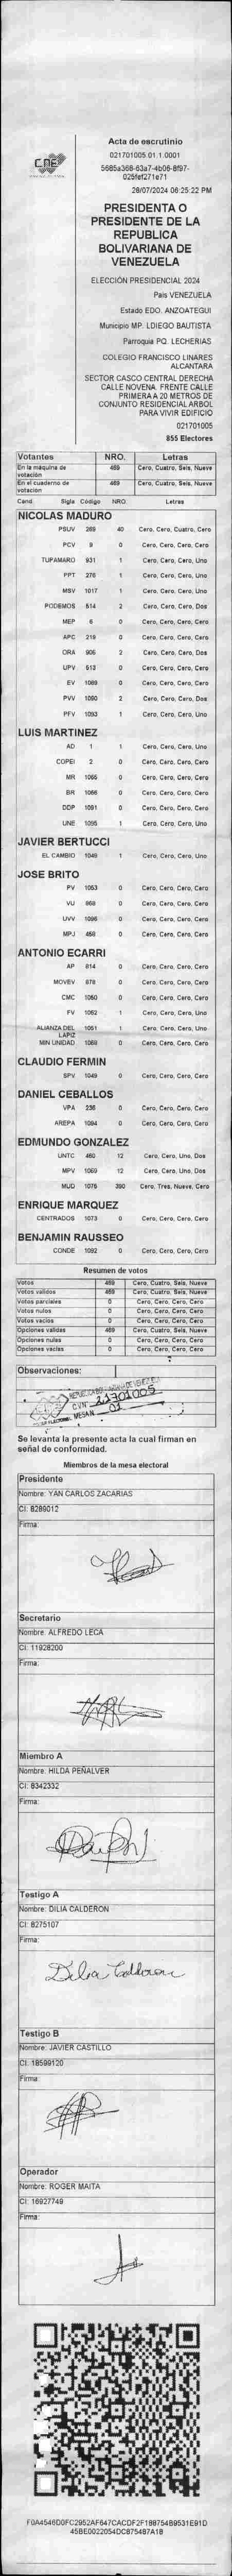 CNE
Acta de escrutinio
021701005.01.1.0001
5685a368-63a7-4b06-8f97-
025fef271e71
28/07/2024 06:25:22 PM
PRESIDENTA O
PRESIDENTE DE LA
REPUBLICA
BOLIVARIANA DE
VENEZUELA
ELECCIÓN PRESIDENCIAL 2024
Pais VENEZUELA
Estado EDO. ANZOATEGUI
Municipio MP. LDIEGO BAUTISTA
Parroquia PQ. LECHERIAS
COLEGIO FRANCISCO LINARES
ALCANTARA
SECTOR CASCO CENTRAL DERECHA
CALLE NOVENA. FRENTE CALLE
PRIMERA A 20 METROS DE
CONJUNTO RESIDENCIAL ARBOL
PARA VIVIR EDIFICIO
021701005
855 Electores
Votantes NRO. Letras
En la máquina de votación 469 Cero, Cuatro, Seis, Nueve
En el cuaderno de votación 469 Cero, Cuatro, Seis, Nueve
Cand. Sigla Código NRO. Letras
NICOLAS MADURO
PSUV 269 40 Cero, Cero, Cuatro, Cero
PCV 9 0 Cero, Cero, Cero, Cero
TUPAMARO 931 1 Cero, Cero, Cero, Uno
PPT 276 1 Cero, Cero, Cero, Uno
MSV 1017 1 Cero, Cero, Cero, Uno
PODEMOS 514 2 Cero, Cero, Cero, Dos
MEP 6 0 Cero, Cero, Cero, Cero
APC 219 0 Cero, Cero, Cero, Cero
ORA 906 2 Cero, Cero, Cero, Dos
UPV 513 0 Cero, Cero, Cero, Cero
EV 1089 0 Cero, Cero, Cero, Cero
PVV 1090 2 Cero, Cero, Cero, Dos
PFV 1093 1 Cero, Cero, Cero, Uno
LUIS MARTINEZ
AD 1 1 Cero, Cero, Cero, Uno
COPEI 2 0 Cero, Cero, Cero, Cero
MR 1065 0 Cero, Cero, Cero, Cero
BR 1066 0 Cero, Cero, Cero, Cero
DDP 1091 0 Cero, Cero, Cero, Cero
UNE 1095 1 Cero, Cero, Cero, Uno
JAVIER BERTUCCI
EL CAMBIO 1048 1 Cero, Cero, Cero, Uno
JOSE BRITO
PV 1053 0 Cero, Cero, Cero, Cero
VU 868 0 Cero, Cero, Cero, Cero
UVV 1096 0 Cero, Cero, Cero, Cero
MPJ 458 0 Cero, Cero, Cero, Cero
ANTONIO ECARRI
AP 814 0 Cero, Cero, Cero, Cero
MOVEV 878 0 Cero, Cero, Cero, Cero
CMC 1050 0 Cero, Cero, Cero, Cero
FV 1052 1 Cero, Cero, Cero, Uno
ALIANZA DEL LAPIZ 1051 1 Cero, Cero, Cero, Uno
MIN UNIDAD 1088 0 Cero, Cero, Cero, Cero
CLAUDIO FERMIN
SPV 1049 0 Cero, Cero, Cero, Cero
DANIEL CEBALLOS
VPA 236 0 Cero, Cero, Cero, Cero
AREPA 1094 0 Cero, Cero, Cero, Cero
EDMUNDO GONZALEZ
UNTC 460 12 Cero, Cero, Uno, Dos
MPV 1069 12 Cero, Cero, Uno, Dos
MUD 1075 390 Cero, Tres, Nueve, Cero
ENRIQUE MARQUEZ
CENTRADOS 1073 0 Cero, Cero, Cero, Cero
BENJAMIN RAUSSEO
CONDE 1092 0 Cero, Cero, Cero, Cero
Resumen de votos
Votos 469 Cero, Cuatro, Seis, Nueve
Votos validos 469 Cero, Cuatro, Seis, Nueve
Votos parciales 0 Cero, Cero, Cero, Cero
Votos nulos 0 Cero, Cero, Cero, Cero
Votos vacios 0 Cero, Cero, Cero, Cero
Opciones validas 469 Cero, Cuatro, Seis, Nueve
Opciones nulas 0 Cero, Cero, Cero, Cero
Opciones vacias 0 Cero, Cero, Cero, Cero
Observaciones:
REPUBLICA BOLIVARIANA DE VENEZUELA
CVN 21701005
MESA N 01
Se levanta la presente acta la cual firman en
señal de conformidad.
Miembros de la mesa electoral
Presidente
Nombre: YAN CARLOS ZACARIAS
CI: 8289012
Firma:
Secretario
Nombre: ALFREDO LECA
CI: 11928200
Firma:
Miembro A
Nombre: HILDA PEÑALVER
CI: 8342332
Firma:
Testigo A
Nombre: DILIA CALDERON
CI: 8275107
Firma:
Dilia Calderon
Testigo B
Nombre: JAVIER CASTILLO
CI: 18599120
Firma:
Operador
Nombre: ROGER MAITA
CI: 16927749
Firma:
F0A4546D0FC2952AF647CACDF2F188754B9531E91D
45BE0022054DC875487A18